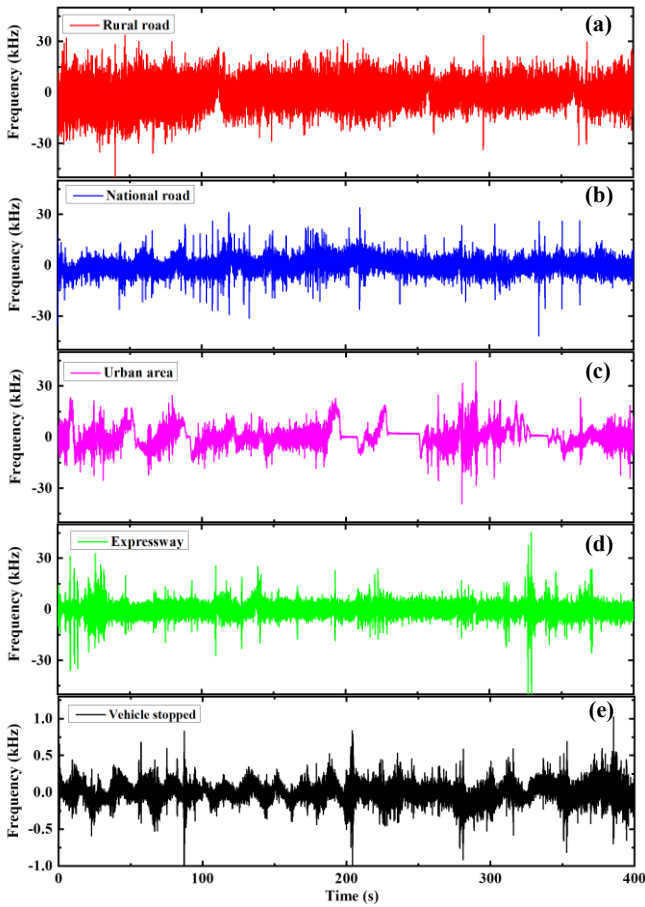 Rural road
(a)
30
0
-30
Frequency (kHz)
National road
(b)
30
0
-30
Frequency (kHz)
Urban area
(c)
30
0
-30
Frequency (kHz)
Expressway
(d)
30
0
-30
Frequency (kHz)
Vehicle stopped
(e)
1.0
0.5
0.0
-0.5
-1.0
Frequency (kHz)
0 100 200 300 400
Time (s)